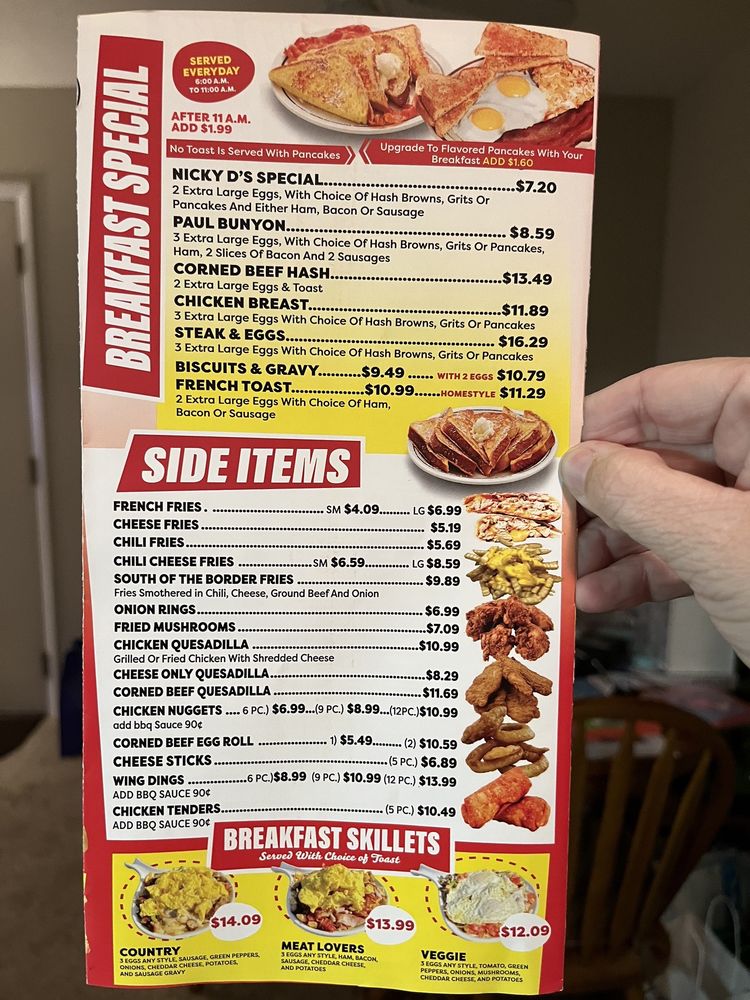 BREAKFAST SPECIAL
SERVED
EVERYDAY
6:00 A.M.
TO 11:00 A.M.
AFTER 11 A.M.
ADD $1.99
No Toast Is Served With Pancakes
Upgrade To Flavored Pancakes With Your
Breakfast ADD $1.60
NICKY D'S SPECIAL...............................................$7.20
2 Extra Large Eggs, With Choice Of Hash Browns, Grits Or
Pancakes And Either Ham, Bacon Or Sausage
PAUL BUNYON....................................................... $8.59
3 Extra Large Eggs, With Choice Of Hash Browns, Grits Or Pancakes,
Ham, 2 Slices Of Bacon And 2 Sausages
CORNED BEEF HASH...........................................$13.49
2 Extra Large Eggs & Toast
CHICKEN BREAST................................................$11.89
3 Extra Large Eggs With Choice Of Hash Browns, Grits Or Pancakes
STEAK & EGGS..................................................... $16.29
3 Extra Large Eggs With Choice Of Hash Browns, Grits Or Pancakes
BISCUITS & GRAVY..........$9.49 ...... WITH 2 EGGS $10.79
FRENCH TOAST..................$10.99......HOMESTYLE $11.29
2 Extra Large Eggs With Choice Of Ham,
Bacon Or Sausage
SIDE ITEMS
FRENCH FRIES . .............................. SM $4.09.......... LG $6.99
CHEESE FRIES............................................................ $5.19
CHILI FRIES................................................................ $5.69
CHILI CHEESE FRIES ....................SM $6.59............LG $8.59
SOUTH OF THE BORDER FRIES ................................... $9.89
Fries Smothered in Chili, Cheese, Ground Beef And Onion
ONION RINGS............................................................ $6.99
FRIED MUSHROOMS .................................................. $7.09
CHICKEN QUESADILLA ..............................................$10.99
Grilled Or Fried Chicken With Shredded Cheese
CHEESE ONLY QUESADILLA.........................................$8.29
CORNED BEEF QUESADILLA .......................................$11.69
CHICKEN NUGGETS .... 6 PC.) $6.99...(9 PC.) $8.99...(12PC.)$10.99
add bbq Sauce 90¢
CORNED BEEF EGG ROLL .................. 1) $5.49........ (2) $10.59
CHEESE STICKS..............................................(5 PC.) $6.89
WING DINGS ...............6 PC.)$8.99 (9 PC.) $10.99 (12 PC.) $13.99
ADD BBQ SAUCE 90¢
CHICKEN TENDERS.......................................... (5 PC.) $10.49
ADD BBQ SAUCE 90¢
BREAKFAST SKILLETS
Served With Choice of Toast
$14.09
COUNTRY
3 EGGS ANY STYLE, SAUSAGE, GREEN PEPPERS,
ONIONS, CHEDDAR CHEESE, POTATOES,
AND SAUSAGE GRAVY
$13.99
MEAT LOVERS
3 EGGS ANY STYLE, HAM, BACON,
SAUSAGE, CHEDDAR CHEESE,
AND POTATOES
$12.09
VEGGIE
3 EGGS ANY STYLE, TOMATO, GREEN
PEPPERS, ONIONS, MUSHROOMS,
CHEDDAR CHEESE, AND POTATOES